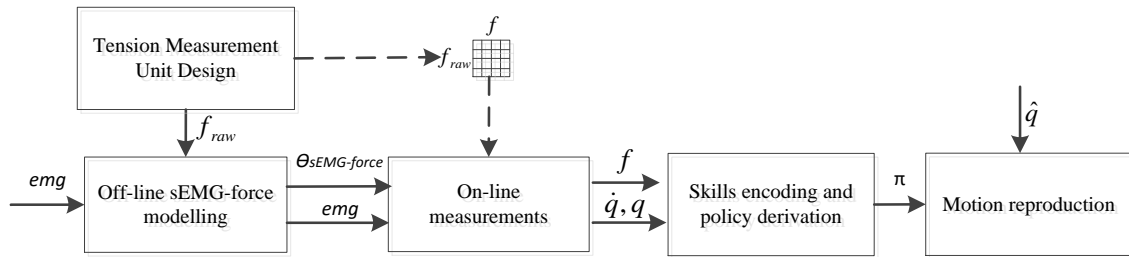 Tension Measurement
Unit Design
f
f_raw
f_raw
q̂
emg
Off-line sEMG-force
modelling
ϴsEMG-force
emg
On-line
measurements
f
q̇, q
Skills encoding and
policy derivation
π
Motion reproduction